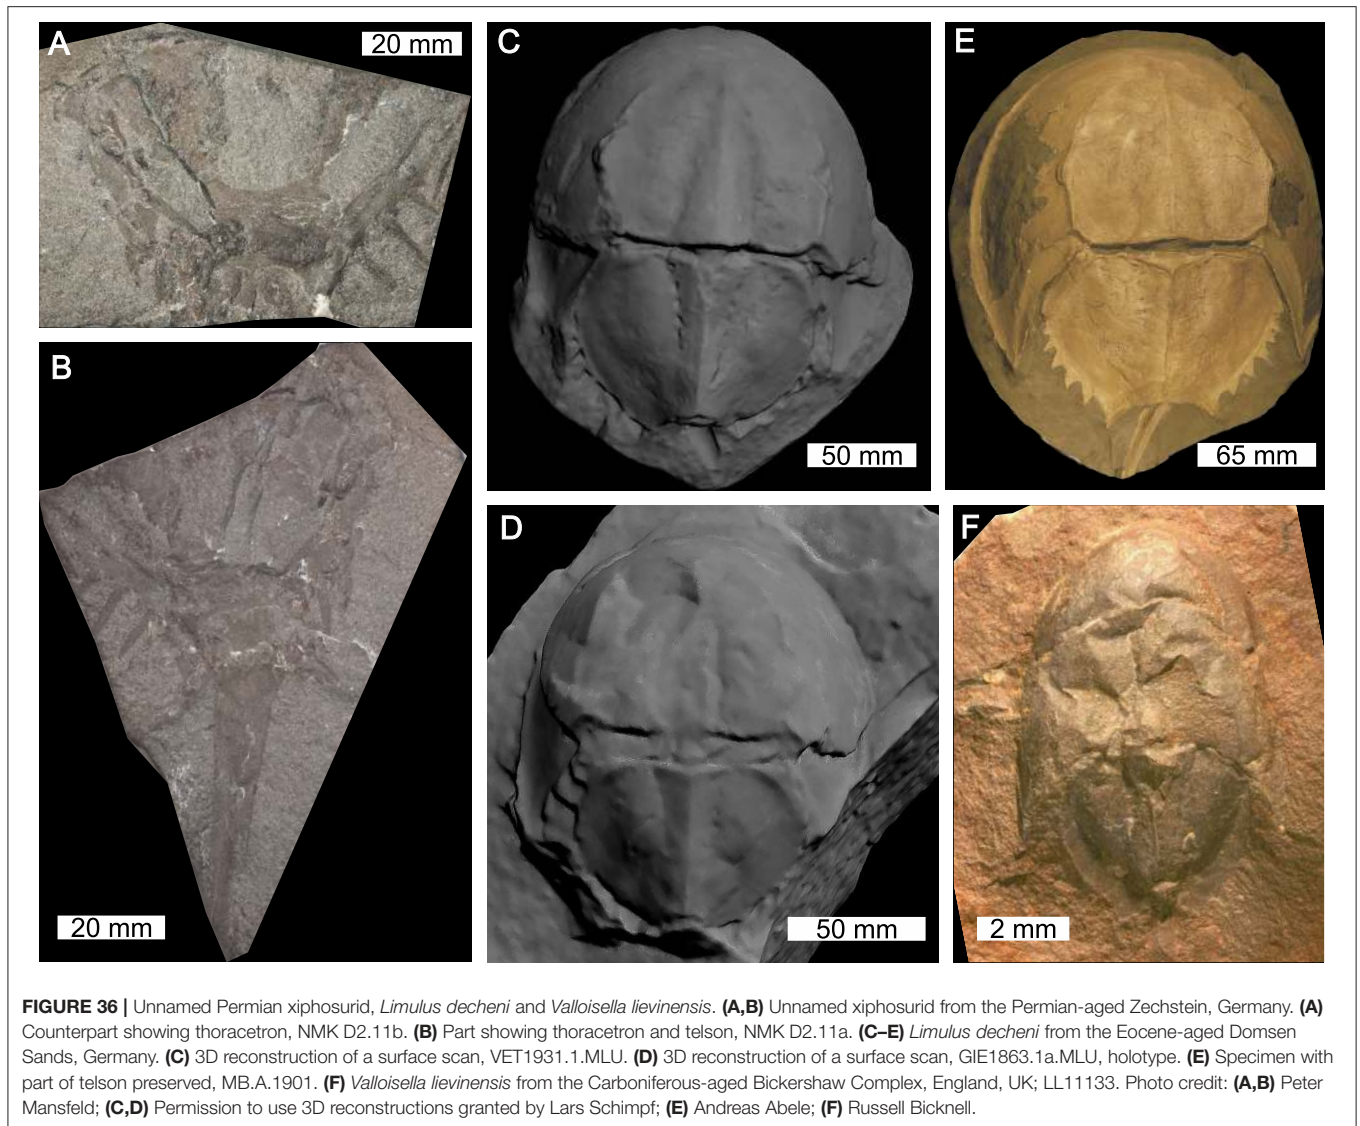 A
20 mm
C
E
50 mm
65 mm
B
20 mm
D
50 mm
F
2 mm
FIGURE 36 | Unnamed Permian xiphosurid, Limulus decheni and Valloisella lievinensis. (A,B) Unnamed xiphosurid from the Permian-aged Zechstein, Germany. (A)
Counterpart showing thoracetron, NMK D2.11b. (B) Part showing thoracetron and telson, NMK D2.11a. (C–E) Limulus decheni from the Eocene-aged Domsen
Sands, Germany. (C) 3D reconstruction of a surface scan, VET1931.1.MLU. (D) 3D reconstruction of a surface scan, GIE1863.1a.MLU, holotype. (E) Specimen with
part of telson preserved, MB.A.1901. (F) Valloisella lievinensis from the Carboniferous-aged Bickershaw Complex, England, UK; LL11133. Photo credit: (A,B) Peter
Mansfeld; (C,D) Permission to use 3D reconstructions granted by Lars Schimpf; (E) Andreas Abele; (F) Russell Bicknell.